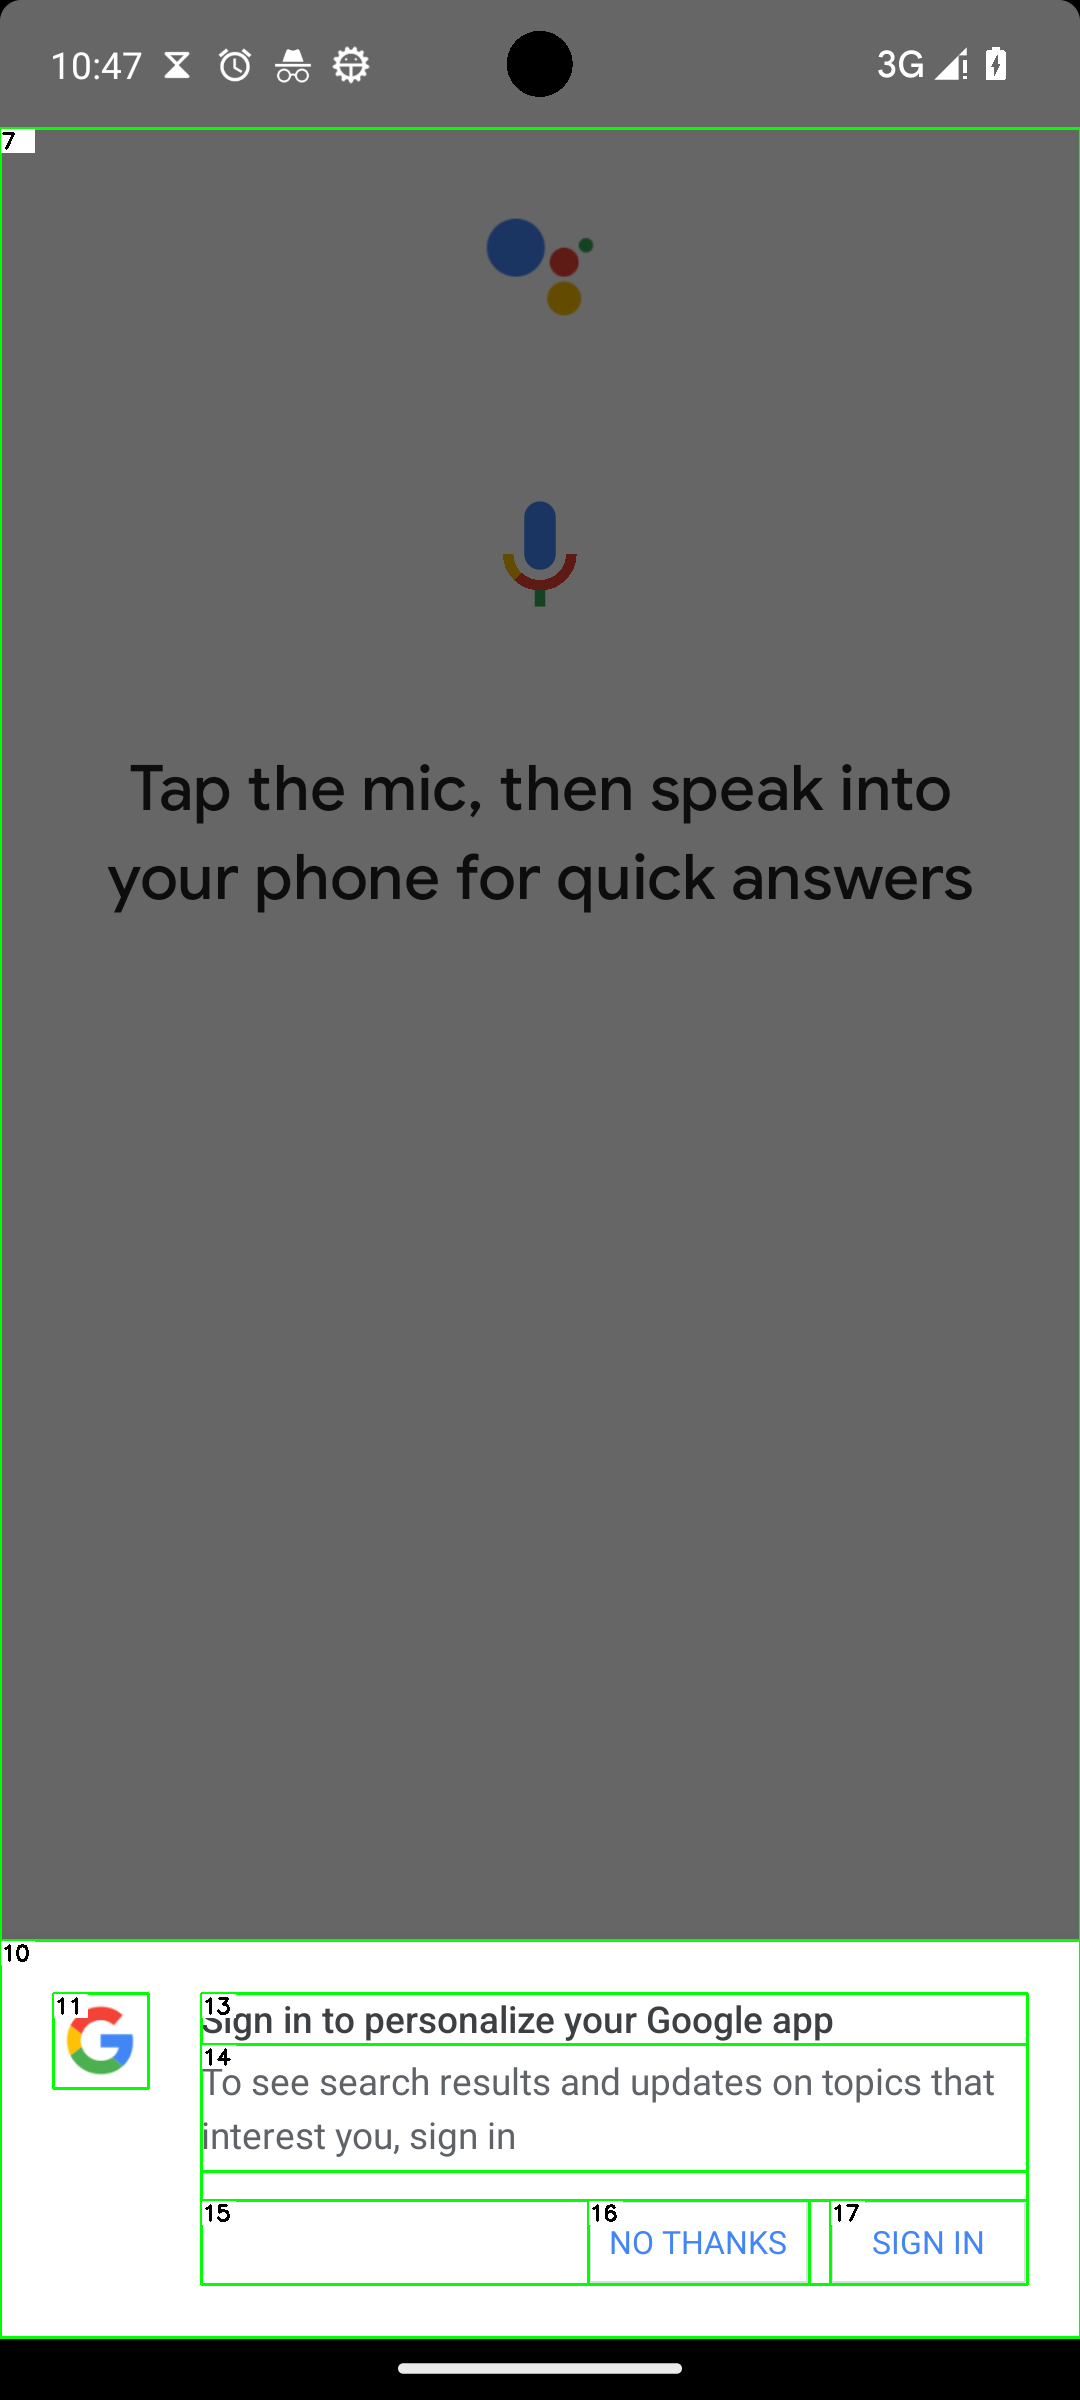 10:47
3G
7
Tap the mic, then speak into
your phone for quick answers
10
11
13
Sign in to personalize your Google app
14
To see search results and updates on topics that
interest you, sign in
15
16
NO THANKS
17
SIGN IN